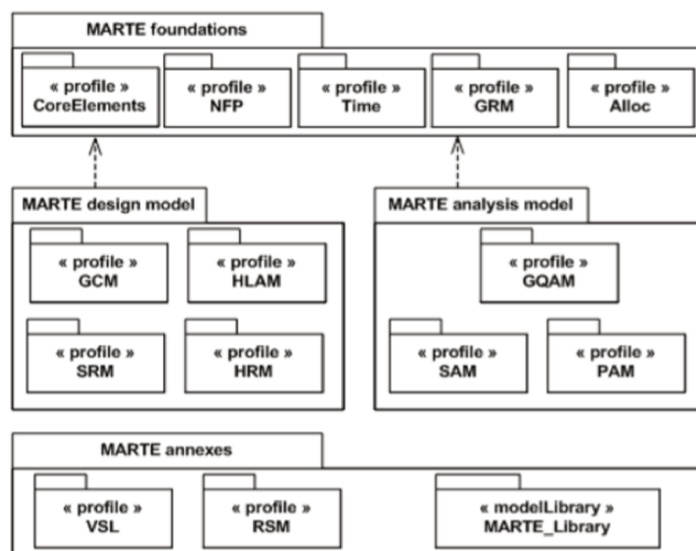 MARTE foundations
« profile » « profile » « profile » « profile » « profile »
CoreElements NFP Time GRM Alloc
MARTE design model MARTE analysis model
« profile » « profile » « profile »
GCM HLAM GQAM
« profile » « profile » « profile » « profile »
SRM HRM SAM PAM
MARTE annexes
« profile » « profile » « modelLibrary »
VSL RSM MARTE_Library